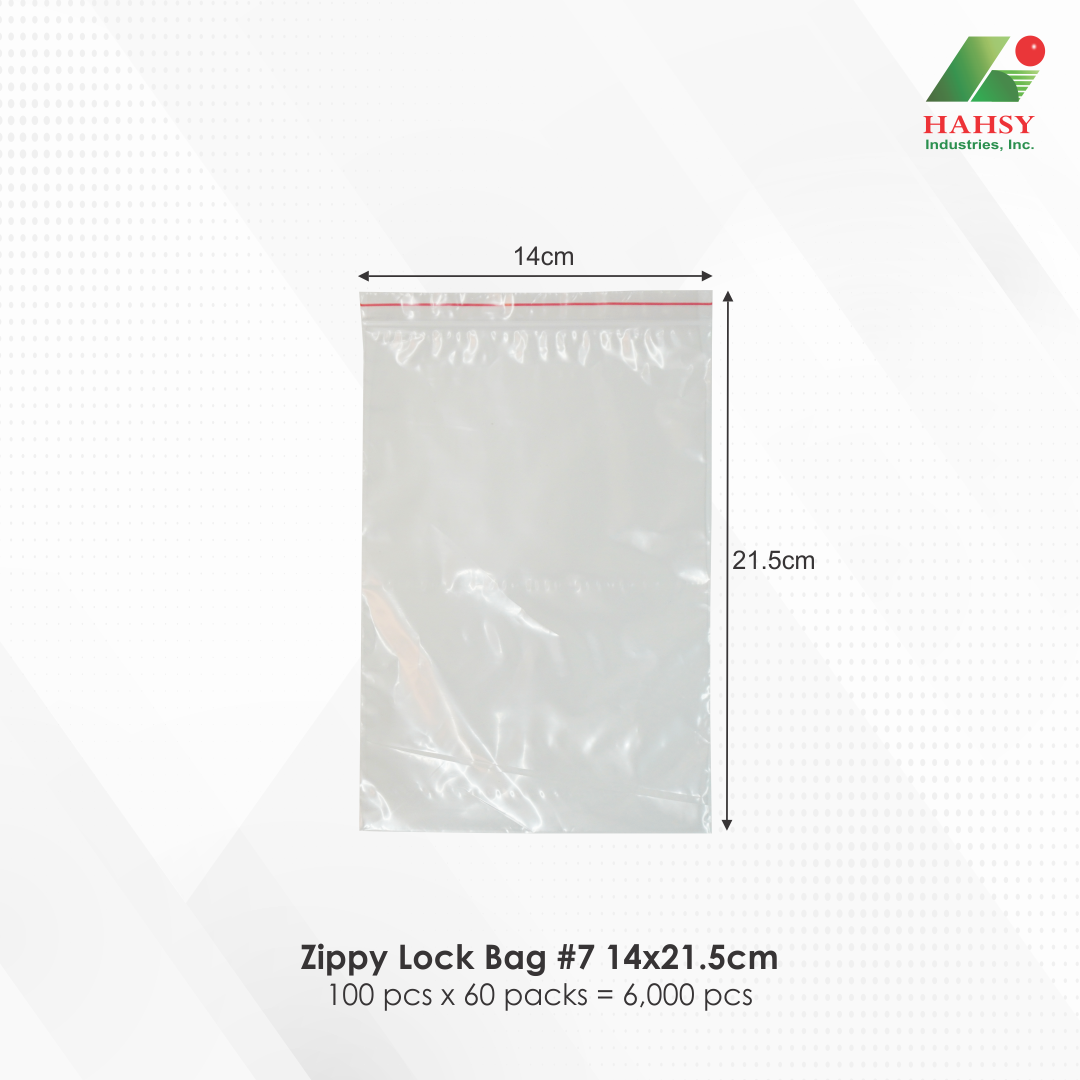 HAHSY
Industries, Inc.
14cm
21.5cm
Zippy Lock Bag #7 14x21.5cm
100 pcs x 60 packs = 6,000 pcs